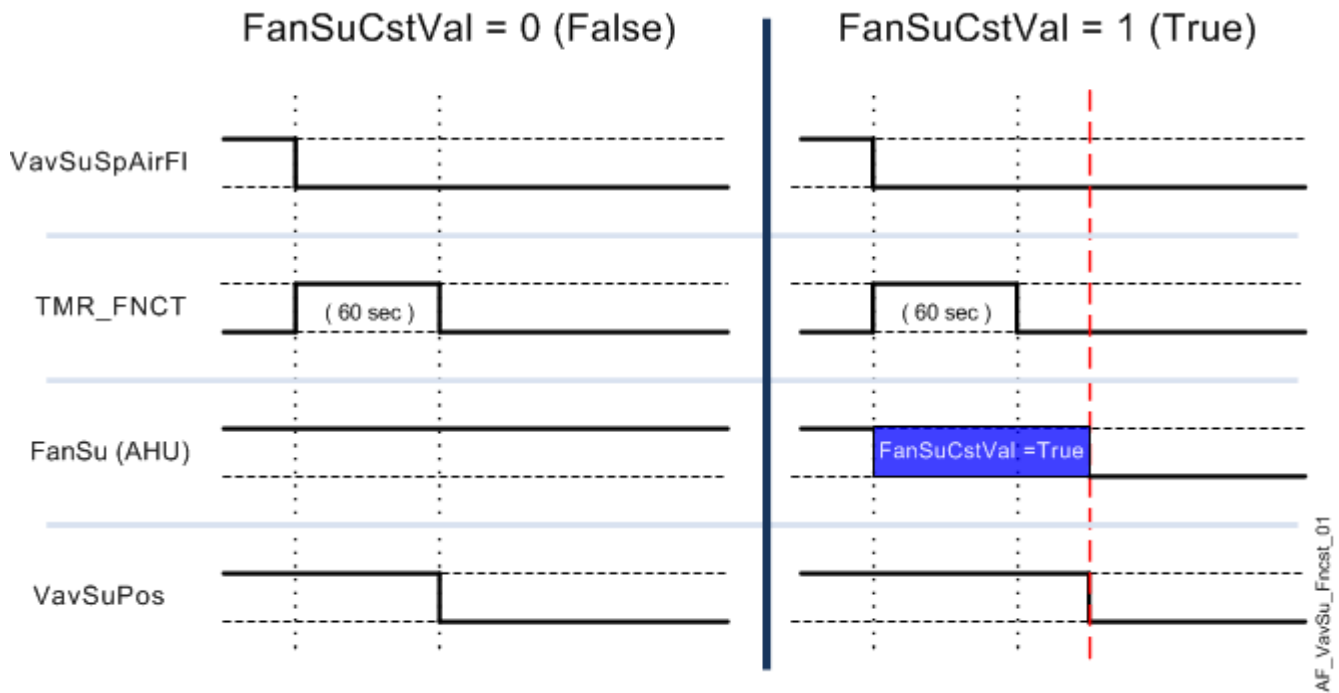 FanSuCstVal = 0 (False)
FanSuCstVal = 1 (True)
VavSuSpAirFl
TMR_FNCT
( 60 sec )
( 60 sec )
FanSu (AHU)
FanSuCstVal =True
VavSuPos
AF_VavSu_Fncst_01